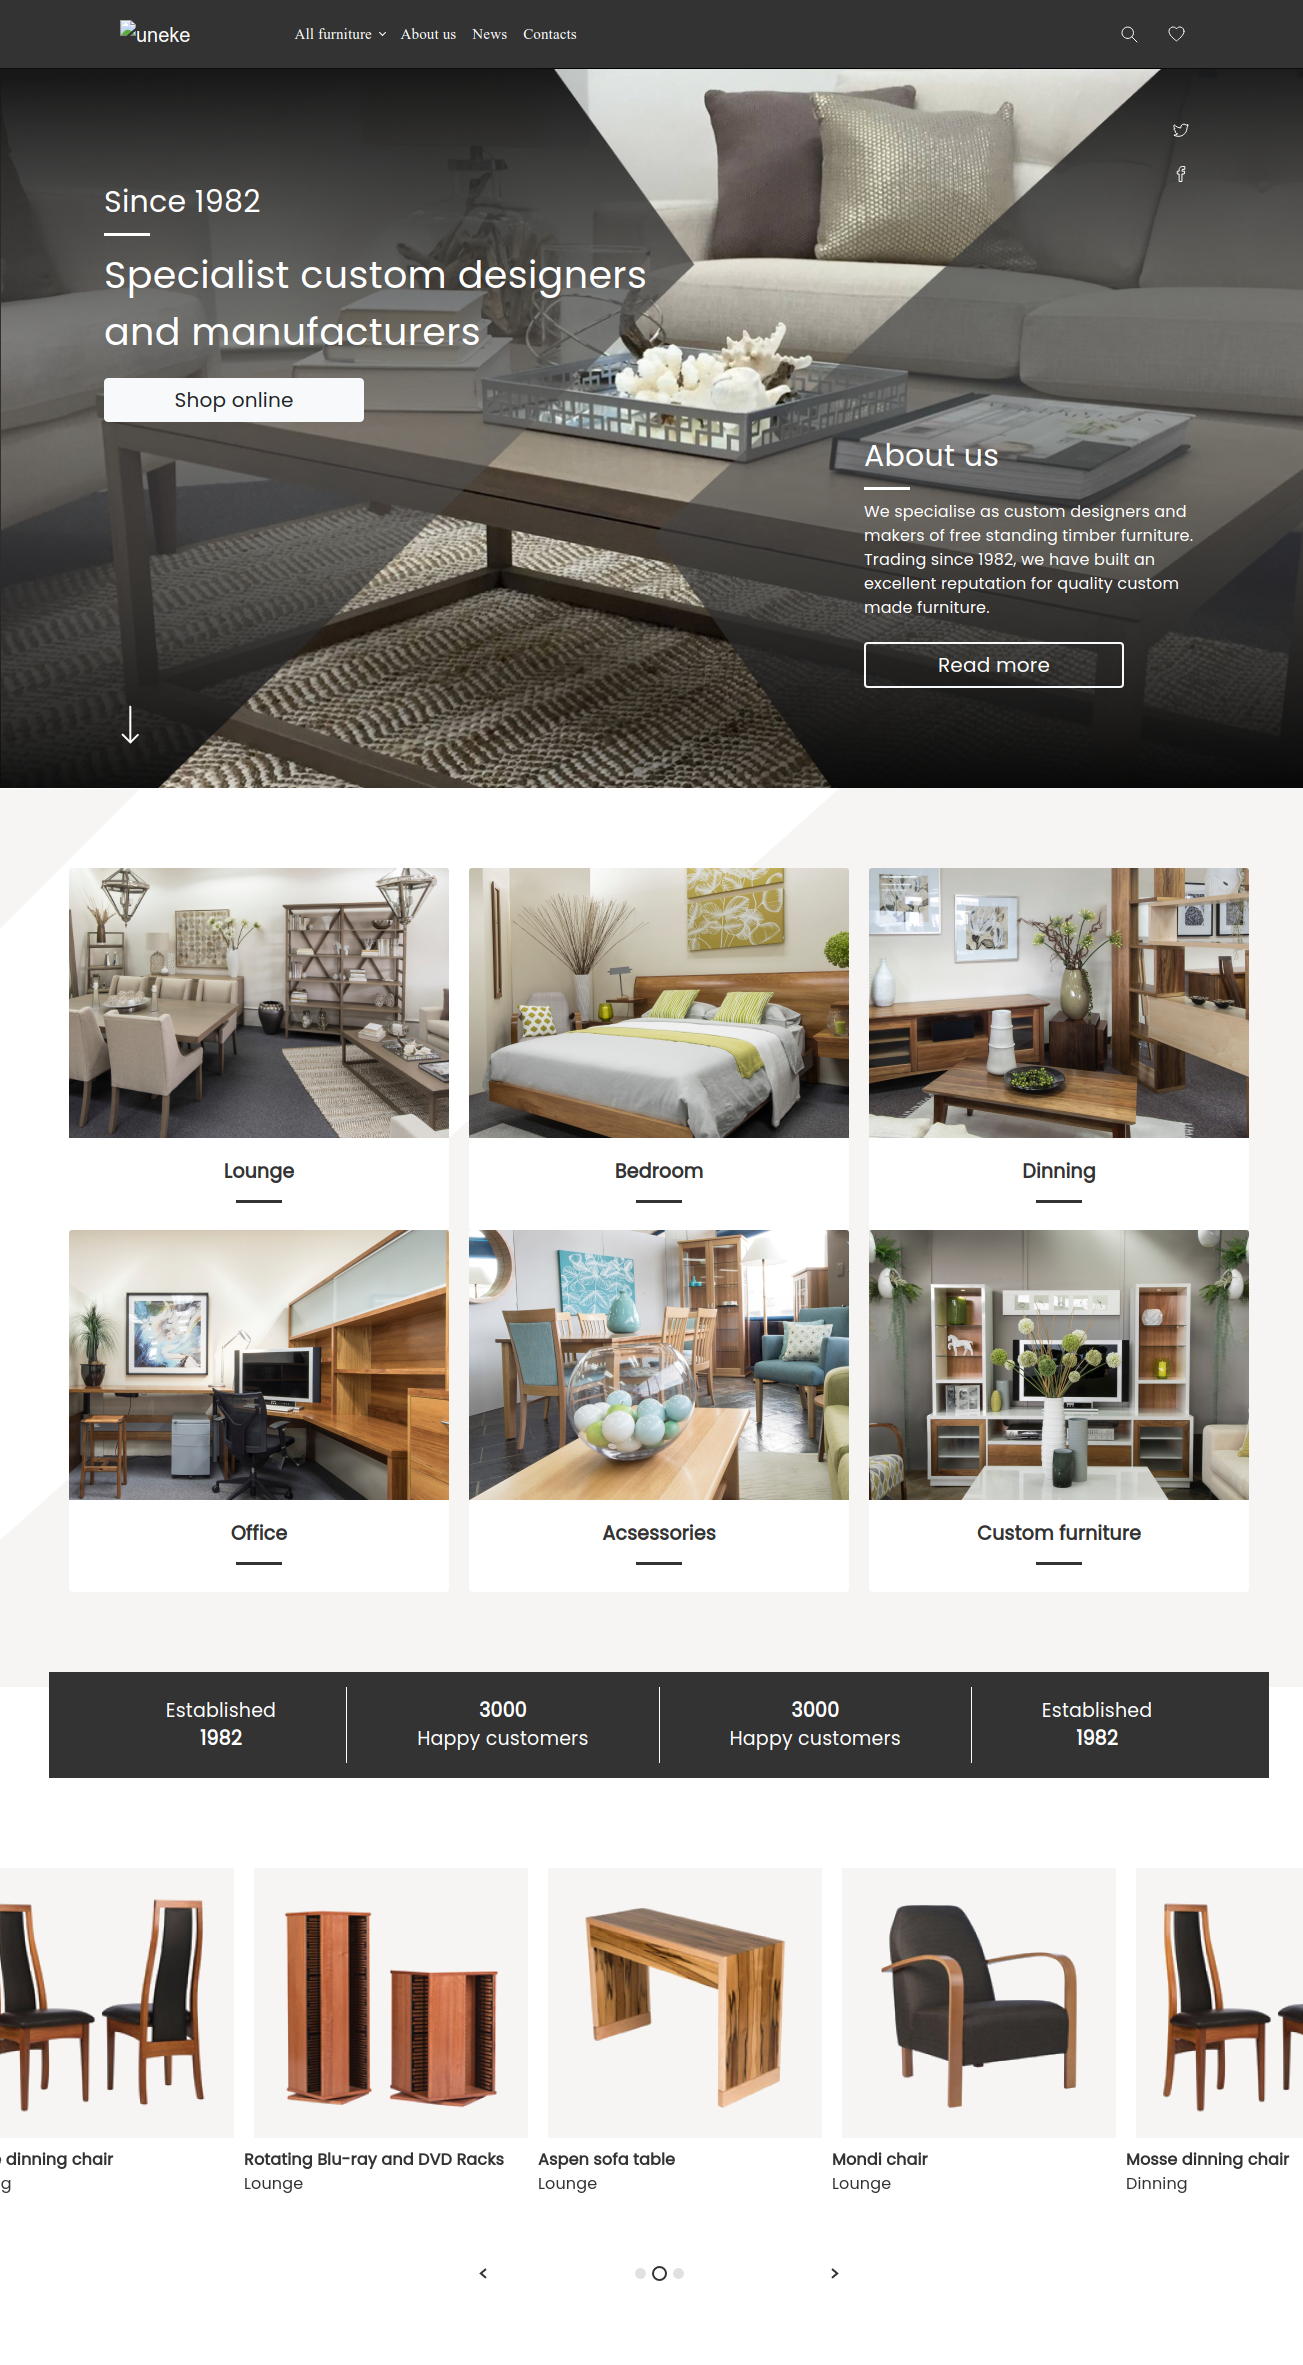 uneke
All furniture
About us
News
Contacts
Since 1982
Specialist custom designers
and manufacturers
Shop online
About us
We specialise as custom designers and
makers of free standing timber furniture.
Trading since 1982, we have built an
excellent reputation for quality custom
made furniture.
Read more
Lounge
Bedroom
Dinning
Office
Acsessories
Custom furniture
Established
1982
3000
Happy customers
3000
Happy customers
Established
1982
dinning chair
g
Rotating Blu-ray and DVD Racks
Lounge
Aspen sofa table
Lounge
Mondi chair
Lounge
Mosse dinning chair
Dinning